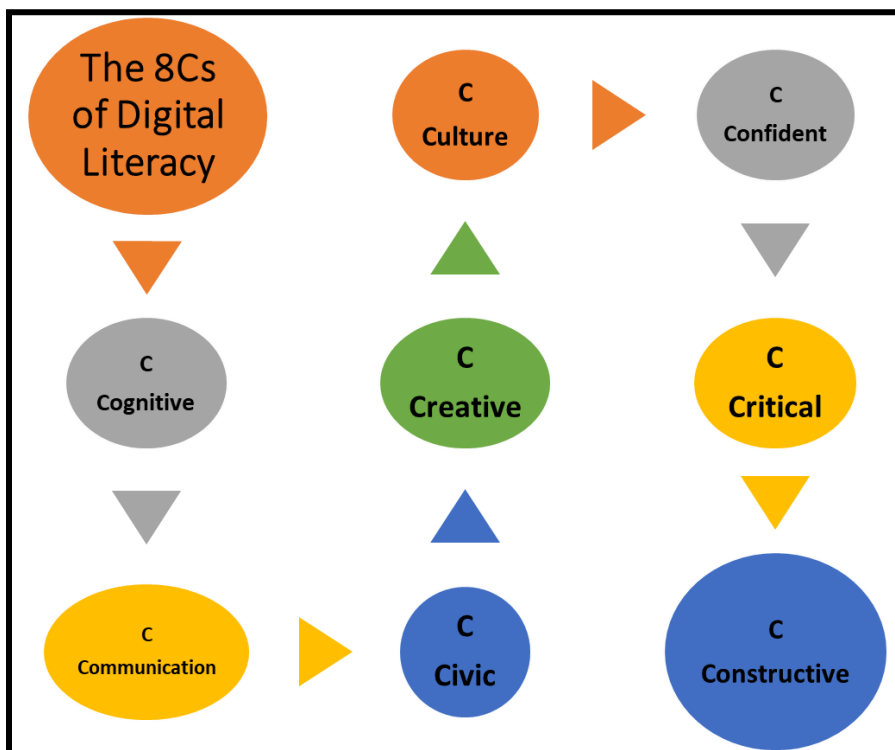 The 8Cs
of Digital
Literacy
C
Cognitive
C
Communication
C
Civic
C
Creative
C
Culture
C
Confident
C
Critical
C
Constructive